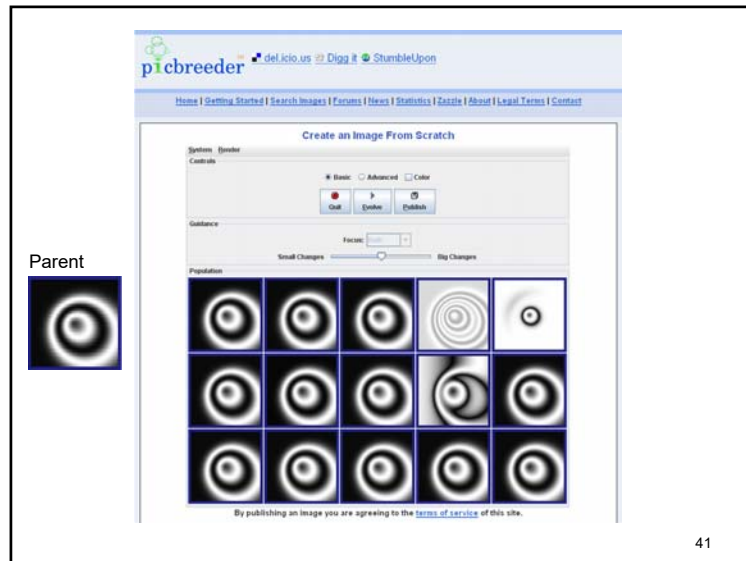 picbreeder
del.icio.us Digg it StumbleUpon
Home | Getting Started | Search Images | Forums | News | Statistics | Zazzle | About | Legal Terms | Contact
Create an Image From Scratch
System Render
Controls
Basic Advanced Color
Quit Evolve Publish
Guidance
Focus:
Small Changes Big Changes
Population
Parent
By publishing an image you are agreeing to the terms of service of this site.
41